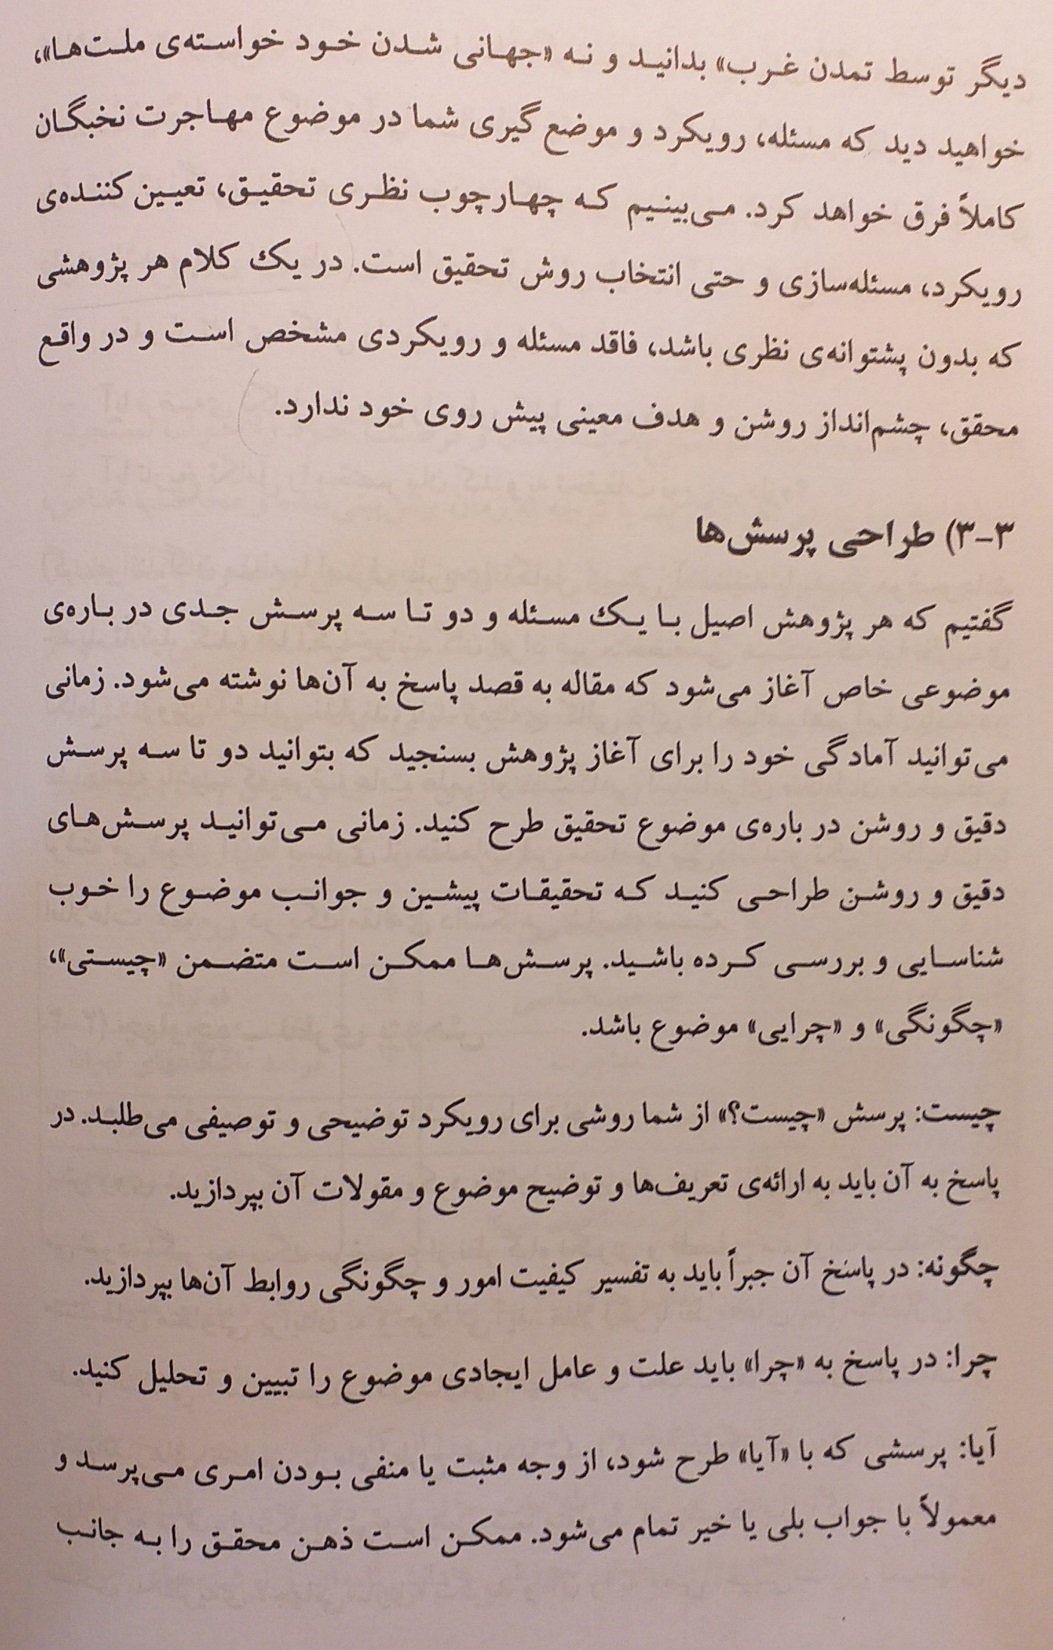 دیگر توسط تمدن غرب» بدانید و نه «جهانی شدن خود خواسته‌ی ملت‌ها»،
خواهید دید که مسئله، رویکرد و موضع گیری شما در موضوع مهاجرت نخبگان
کاملاً فرق خواهد کرد. می‌بینیم که چهارچوب نظری تحقیق، تعیین کننده‌ی
رویکرد، مسئله‌سازی و حتی انتخاب روش تحقیق است. در یک کلام هر پژوهشی
که بدون پشتوانه‌ی نظری باشد، فاقد مسئله و رویکردی مشخص است و در واقع
محقق، چشم‌انداز روشن و هدف معینی پیش روی خود ندارد.
۳-۳) طراحی پرسش‌ها
گفتیم که هر پژوهش اصیل با یک مسئله و دو تا سه پرسش جدی در باره‌ی
موضوعی خاص آغاز می‌شود که مقاله به قصد پاسخ به آن‌ها نوشته می‌شود. زمانی
می‌توانید آمادگی خود را برای آغاز پژوهش بسنجید که بتوانید دو تا سه پرسش
دقیق و روشن در باره‌ی موضوع تحقیق طرح کنید. زمانی می‌توانید پرسش‌های
دقیق و روشن طراحی کنید که تحقیقات پیشین و جوانب موضوع را خوب
شناسایی و بررسی کرده باشید. پرسش‌ها ممکن است متضمن «چیستی»،
«چگونگی» و «چرایی» موضوع باشد.
چیست: پرسش «چیست؟» از شما روشی برای رویکرد توضیحی و توصیفی می‌طلبد. در
پاسخ به آن باید به ارائه‌ی تعریف‌ها و توضیح موضوع و مقولات آن بپردازید.
چگونه: در پاسخ آن جبراً باید به تفسیر کیفیت امور و چگونگی روابط آن‌ها بپردازید.
چرا: در پاسخ به «چرا» باید علت و عامل ایجادی موضوع را تبیین و تحلیل کنید.
آیا: پرسشی که با «آیا» طرح شود، از وجه مثبت یا منفی بودن امری می‌پرسد و
معمولاً با جواب بلی یا خیر تمام می‌شود. ممکن است ذهن محقق را به جانب